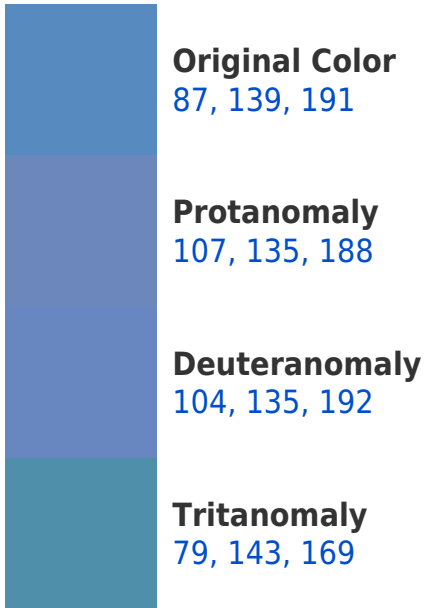 Original Color
87, 139, 191
Protanomaly
107, 135, 188
Deuteranomaly
104, 135, 192
Tritanomaly
79, 143, 169